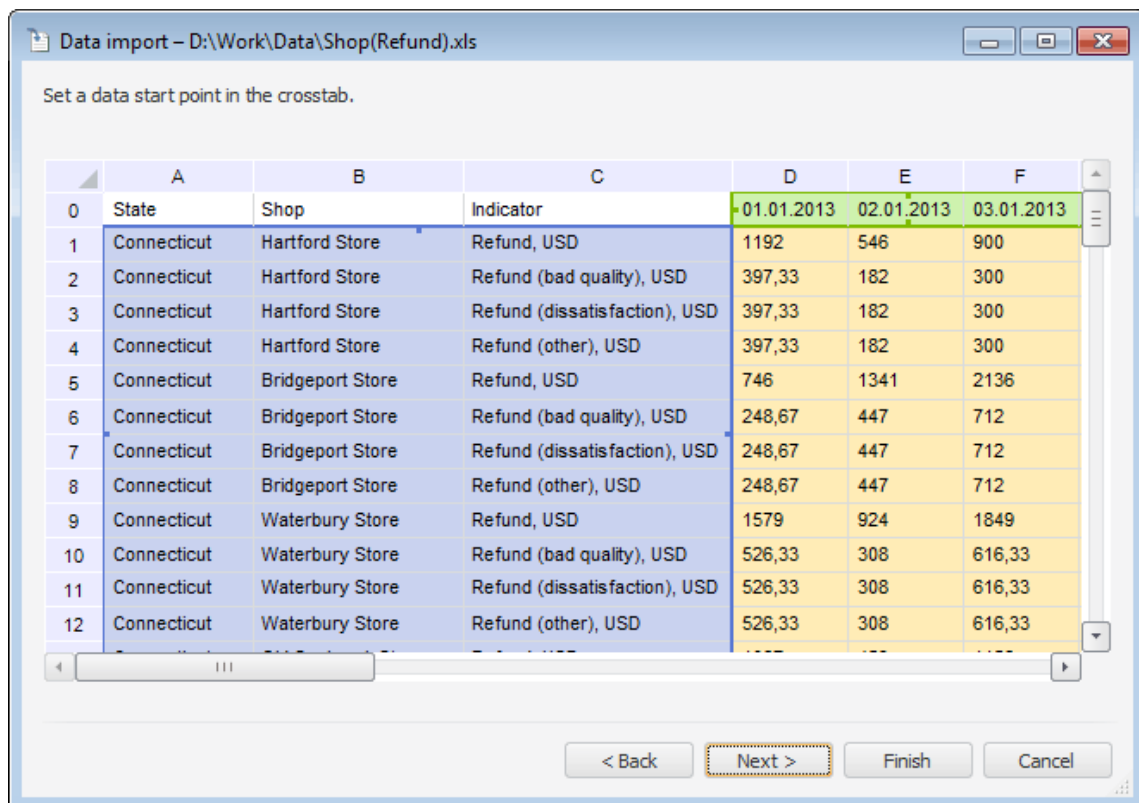 Data import – D:\Work\Data\Shop(Refund).xls
Set a data start point in the crosstab.
A B C D E F
0 State Shop Indicator 01.01.2013 02.01.2013 03.01.2013
1 Connecticut Hartford Store Refund, USD 1192 546 900
2 Connecticut Hartford Store Refund (bad quality), USD 397,33 182 300
3 Connecticut Hartford Store Refund (dissatisfaction), USD 397,33 182 300
4 Connecticut Hartford Store Refund (other), USD 397,33 182 300
5 Connecticut Bridgeport Store Refund, USD 746 1341 2136
6 Connecticut Bridgeport Store Refund (bad quality), USD 248,67 447 712
7 Connecticut Bridgeport Store Refund (dissatisfaction), USD 248,67 447 712
8 Connecticut Bridgeport Store Refund (other), USD 248,67 447 712
9 Connecticut Waterbury Store Refund, USD 1579 924 1849
10 Connecticut Waterbury Store Refund (bad quality), USD 526,33 308 616,33
11 Connecticut Waterbury Store Refund (dissatisfaction), USD 526,33 308 616,33
12 Connecticut Waterbury Store Refund (other), USD 526,33 308 616,33
< Back Next > Finish Cancel